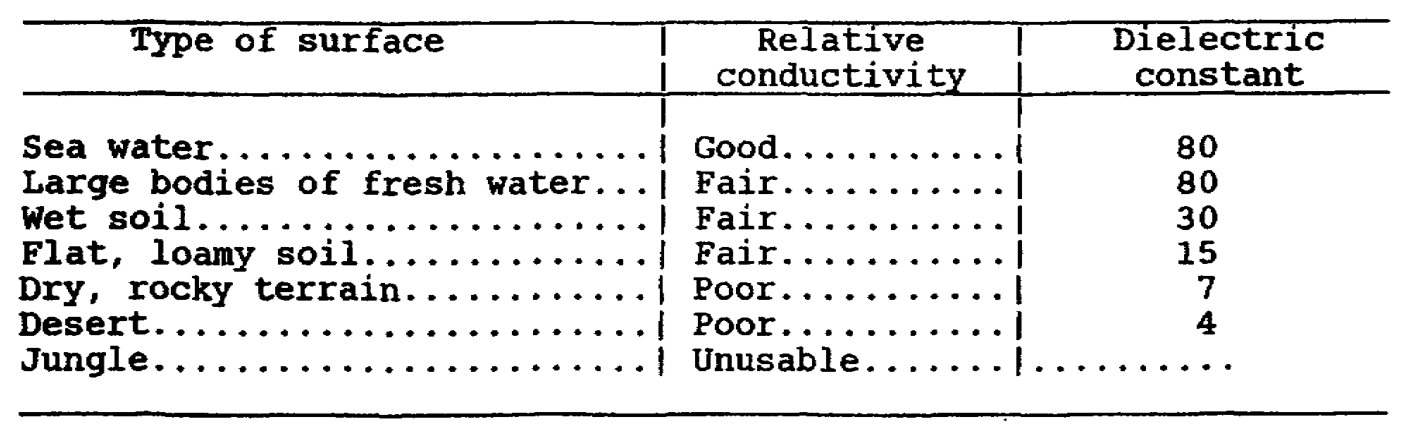 Type of surface | Relative | Dielectric
| conductivity | constant
Sea water.....................| Good...........| 80
Large bodies of fresh water...| Fair...........| 80
Wet soil......................| Fair...........| 30
Flat, loamy soil..............| Fair...........| 15
Dry, rocky terrain............| Poor...........| 7
Desert........................| Poor...........| 4
Jungle........................| Unusable.......|..........